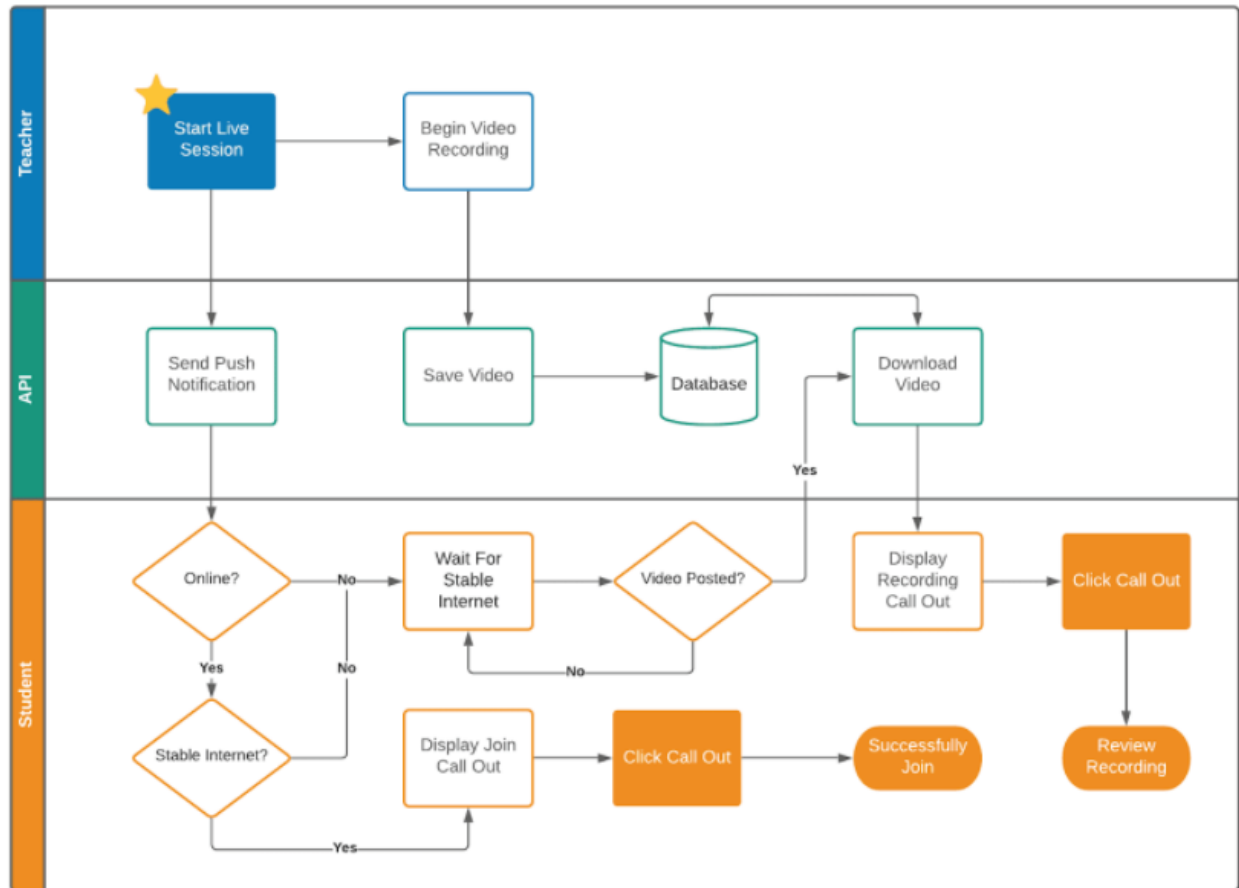 Teacher
Start Live
Session
Begin Video
Recording
API
Send Push
Notification
Save Video
Database
Download
Video
Yes
Student
Online?
No
Wait For
Stable
Internet
Video Posted?
Display
Recording
Call Out
Click Call Out
Yes
No
No
Stable Internet?
Display Join
Call Out
Click Call Out
Successfully
Join
Review
Recording
Yes